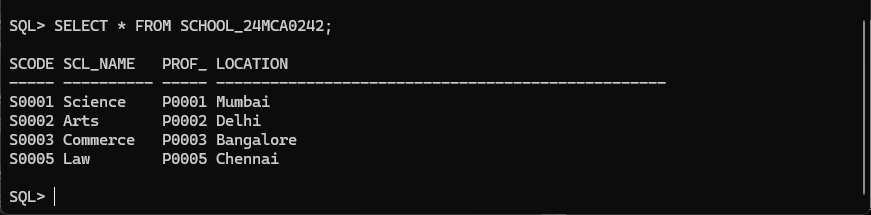 SQL> SELECT * FROM SCHOOL_24MCA0242;
SCODE SCL_NAME   PROF_ LOCATION
----- ---------- ----- --------------------------------------------------
S0001 Science    P0001 Mumbai
S0002 Arts       P0002 Delhi
S0003 Commerce   P0003 Bangalore
S0005 Law        P0005 Chennai
SQL>